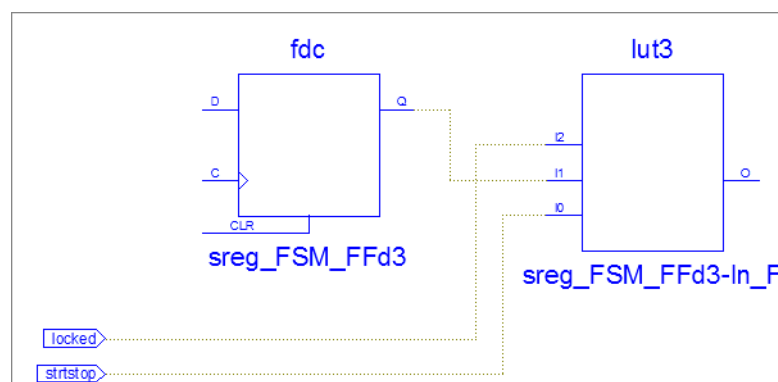 fdc
lut3
D
Q
I2
C
I1
O
I0
CLR
sreg_FSM_FFd3
sreg_FSM_FFd3-In_F
locked
strtstop